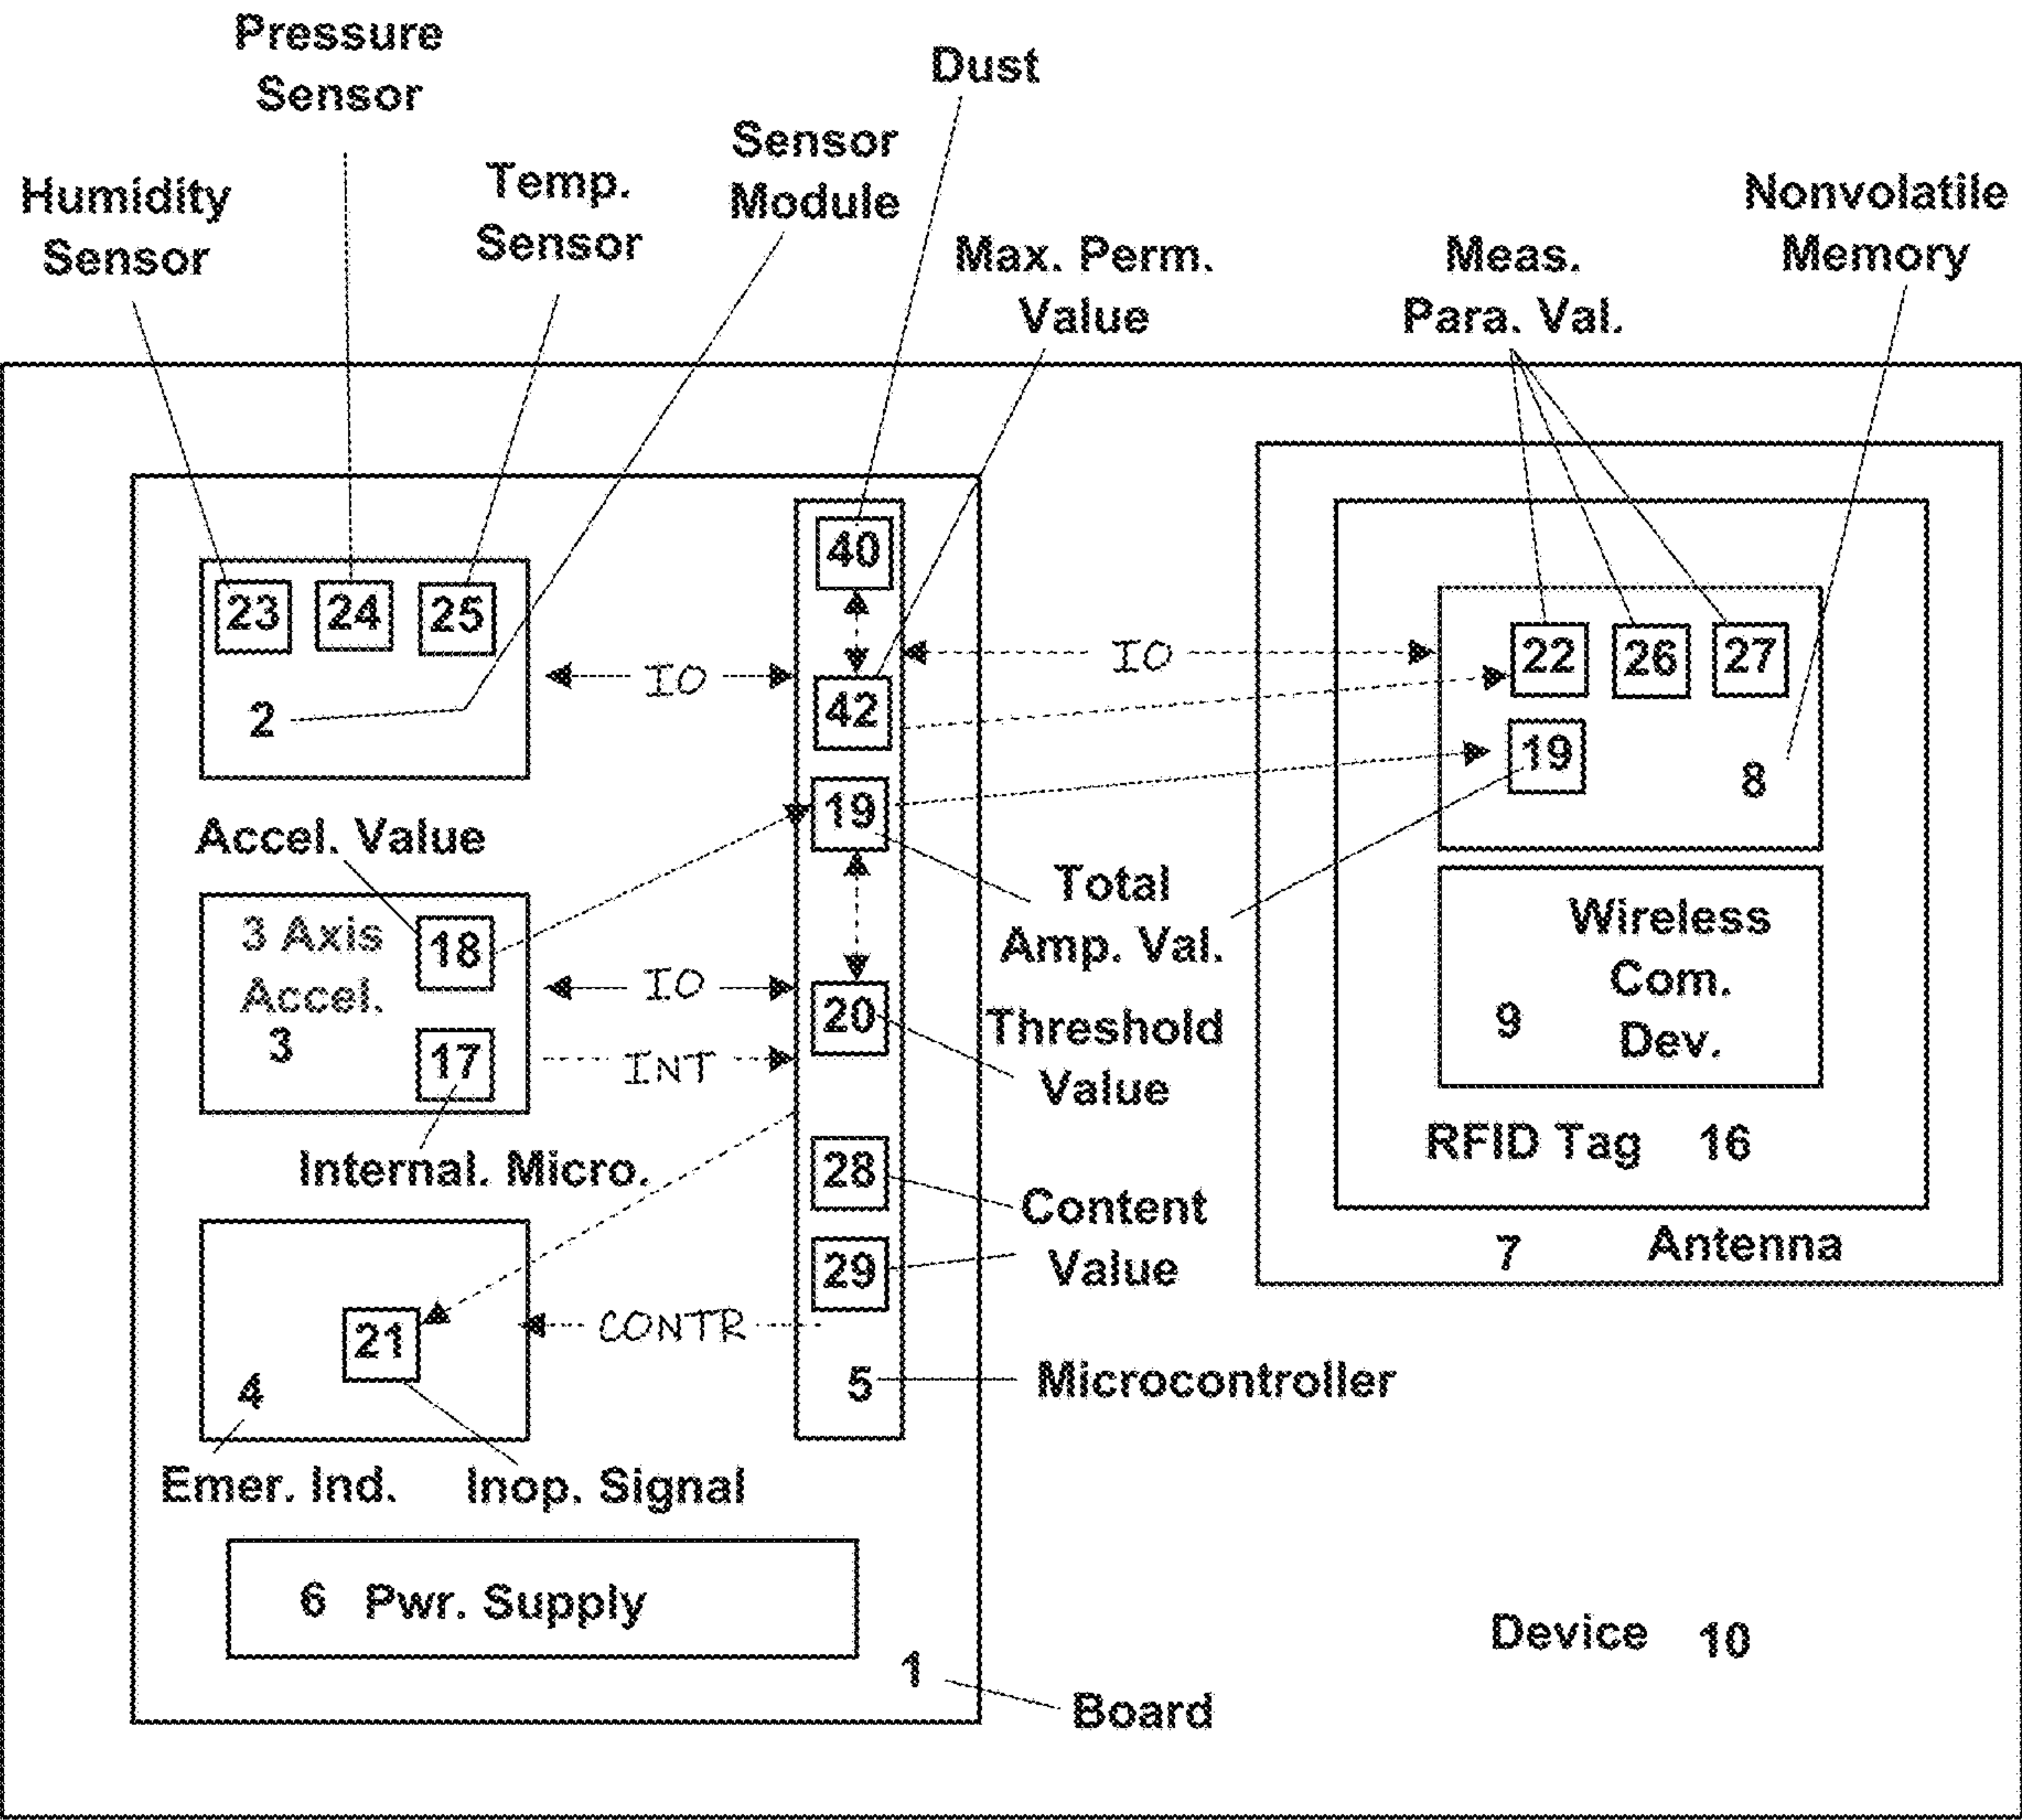 Pressure
Sensor
Dust
Sensor
Module
Temp.
Sensor
Humidity
Sensor
Nonvolatile
Memory
Max. Perm.
Value
Meas.
Para. Val.
40
23 24 25
IO
IO
22 26 27
2
42
19
19
8
Accel. Value
3 Axis
Accel.
18
3
17
IO
INT
Total
Amp. Val.
20
Threshold
Value
Wireless
Com.
Dev.
9
Internal. Micro.
RFID Tag 16
28
Content
Value
29
7 Antenna
21
CONTR
4
5 Microcontroller
Emer. Ind. Inop. Signal
6 Pwr. Supply
Device 10
1
Board